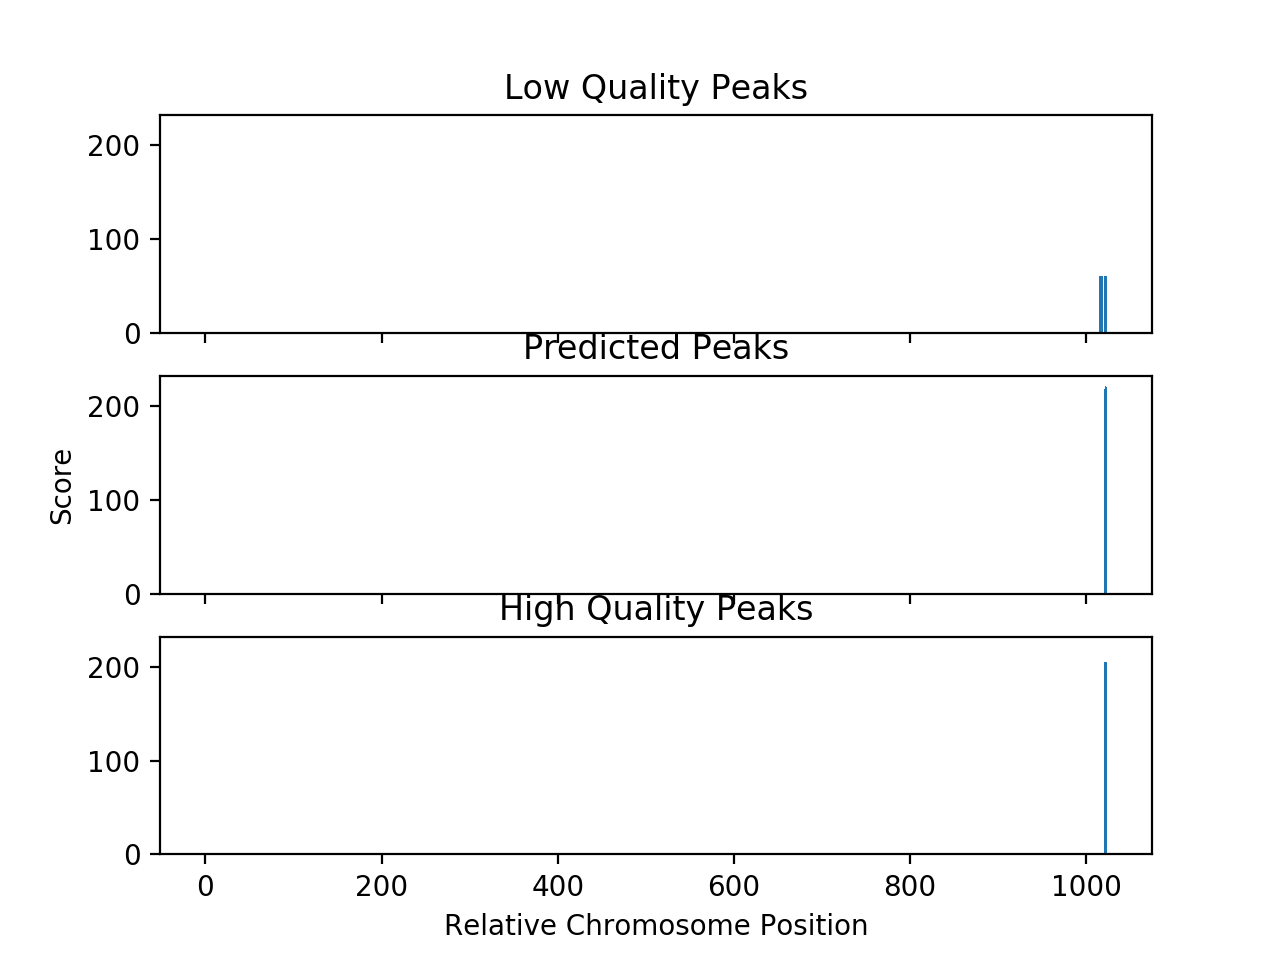 Low Quality Peaks
200
100
0
Predicted Peaks
200
100
0
Score
High Quality Peaks
200
100
0
0 200 400 600 800 1000
Relative Chromosome Position